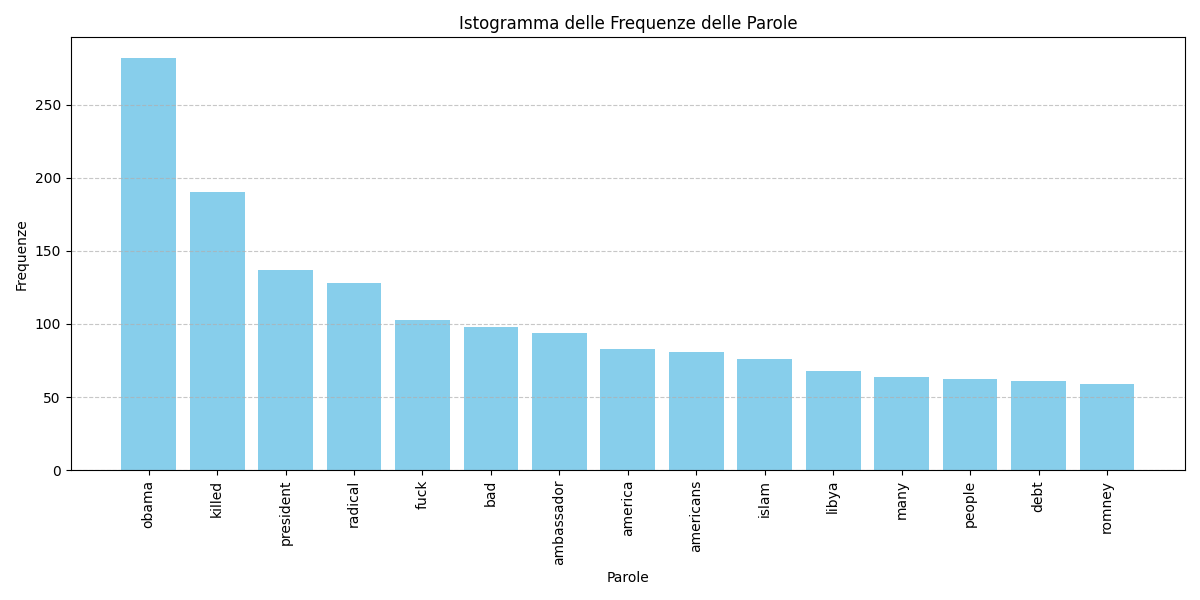 Istogramma delle Frequenze delle Parole
Frequenze
250
200
150
100
50
0
obama
killed
president
radical
fuck
bad
ambassador
america
americans
islam
libya
many
people
debt
romney
Parole